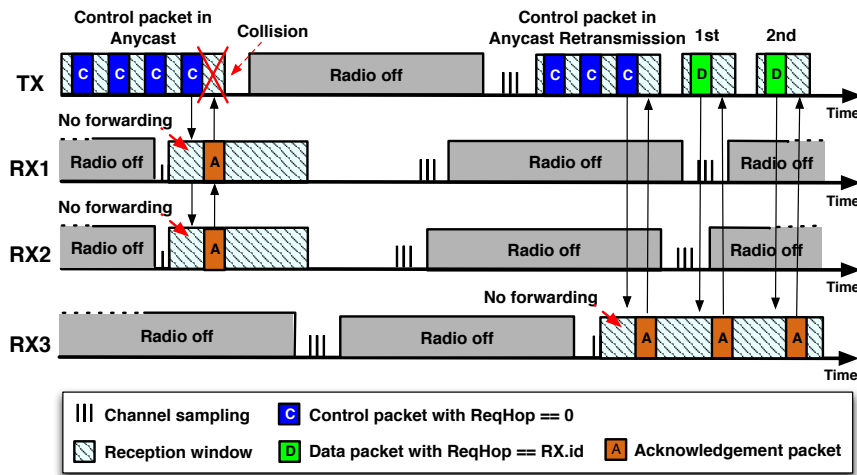 Control packet in
Anycast
Collision
Control packet in
Anycast Retransmission
1st
2nd
TX
C C C C
Radio off
C C C
D
D
Time
No forwarding
RX1
Radio off
A
Radio off
Radio off
Time
No forwarding
RX2
Radio off
A
Radio off
Radio off
Time
No forwarding
RX3
Radio off
Radio off
A
A
A
Time
Channel sampling
C Control packet with ReqHop == 0
Reception window
D Data packet with ReqHop == RX.id
A Acknowledgement packet